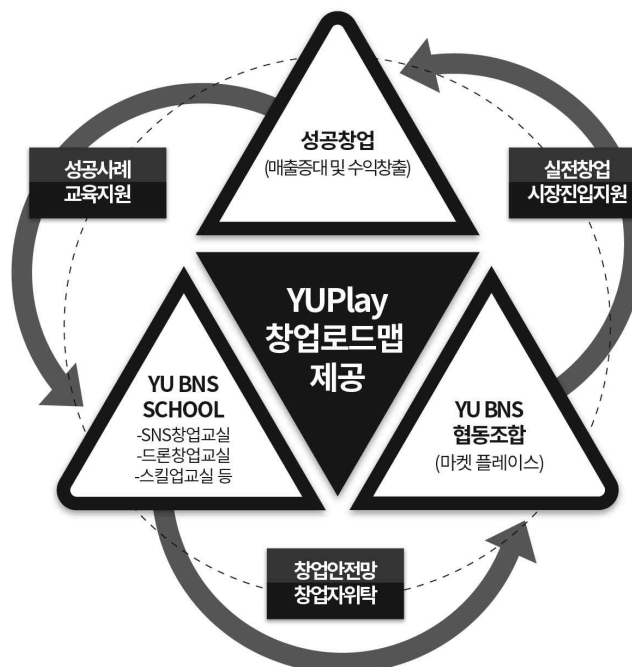 성공창업
(매출증대 및 수익창출)
성공사례
교육지원
실전창업
시장진입지원
YUPlay
창업로드맵
제공
YU BNS
SCHOOL
-SNS창업교실
-드론창업교실
-스킬업교실 등
YU BNS
협동조합
(마켓 플레이스)
창업안전망
창업자위탁